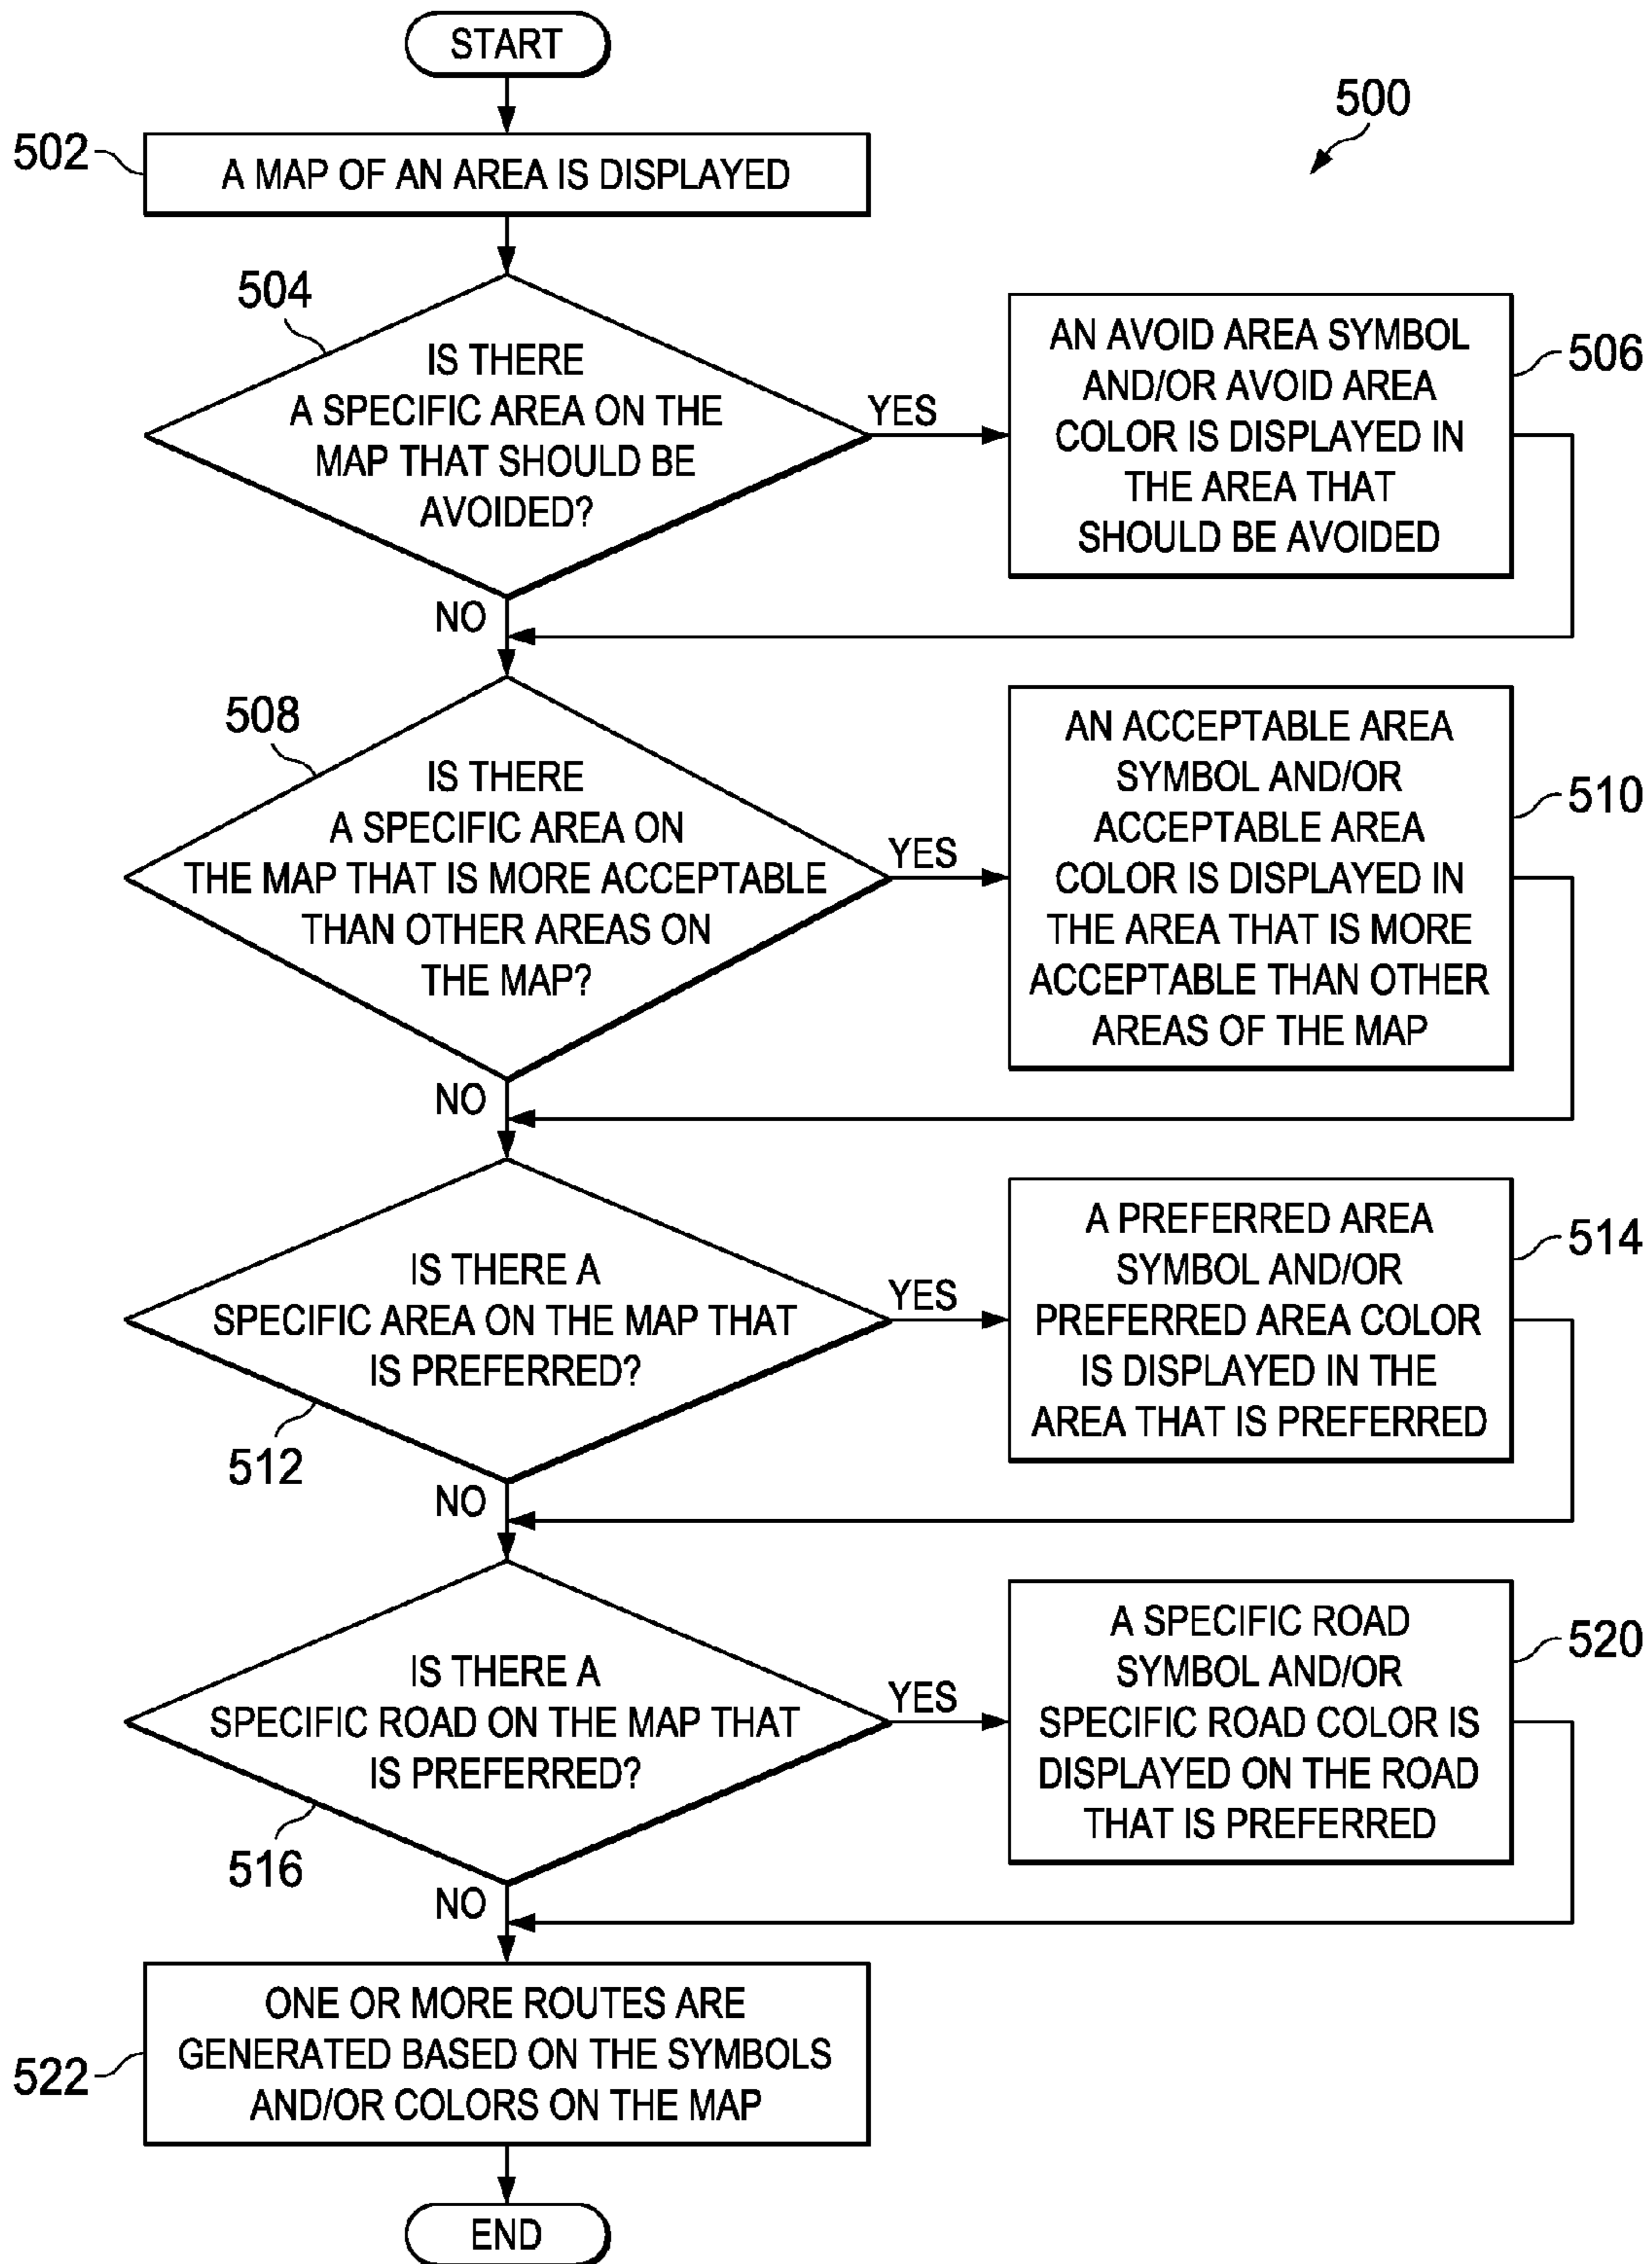 START
500
502
A MAP OF AN AREA IS DISPLAYED
504
IS THERE
A SPECIFIC AREA ON THE
MAP THAT SHOULD BE
AVOIDED?
YES
NO
AN AVOID AREA SYMBOL
AND/OR AVOID AREA
COLOR IS DISPLAYED IN
THE AREA THAT
SHOULD BE AVOIDED
506
508
IS THERE
A SPECIFIC AREA ON
THE MAP THAT IS MORE ACCEPTABLE
THAN OTHER AREAS ON
THE MAP?
YES
NO
AN ACCEPTABLE AREA
SYMBOL AND/OR
ACCEPTABLE AREA
COLOR IS DISPLAYED IN
THE AREA THAT IS MORE
ACCEPTABLE THAN OTHER
AREAS OF THE MAP
510
IS THERE A
SPECIFIC AREA ON THE MAP THAT
IS PREFERRED?
512
YES
NO
A PREFERRED AREA
SYMBOL AND/OR
PREFERRED AREA COLOR
IS DISPLAYED IN THE
AREA THAT IS PREFERRED
514
IS THERE A
SPECIFIC ROAD ON THE MAP THAT
IS PREFERRED?
516
YES
NO
A SPECIFIC ROAD
SYMBOL AND/OR
SPECIFIC ROAD COLOR IS
DISPLAYED ON THE ROAD
THAT IS PREFERRED
520
ONE OR MORE ROUTES ARE
GENERATED BASED ON THE SYMBOLS
AND/OR COLORS ON THE MAP
522
END